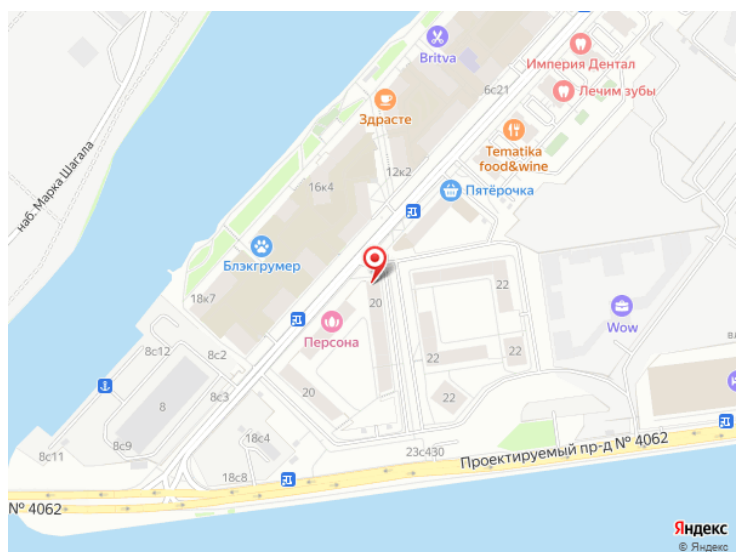 Britva
Империя Дентал
6с21
Лечим зубы
Здрасте
Tematika
food&wine
наб. Марка Шагала
12к2
16к4
Пятёрочка
Блэкгрумер
18к7
20
22
22
Wow
Персона
8с12
8с2
22
22
8
8с3
20
18с4
8с9
8с11
18с8
23с430
Проектируемый пр-д № 4062
№ 4062
Яндекс
© Яндекс